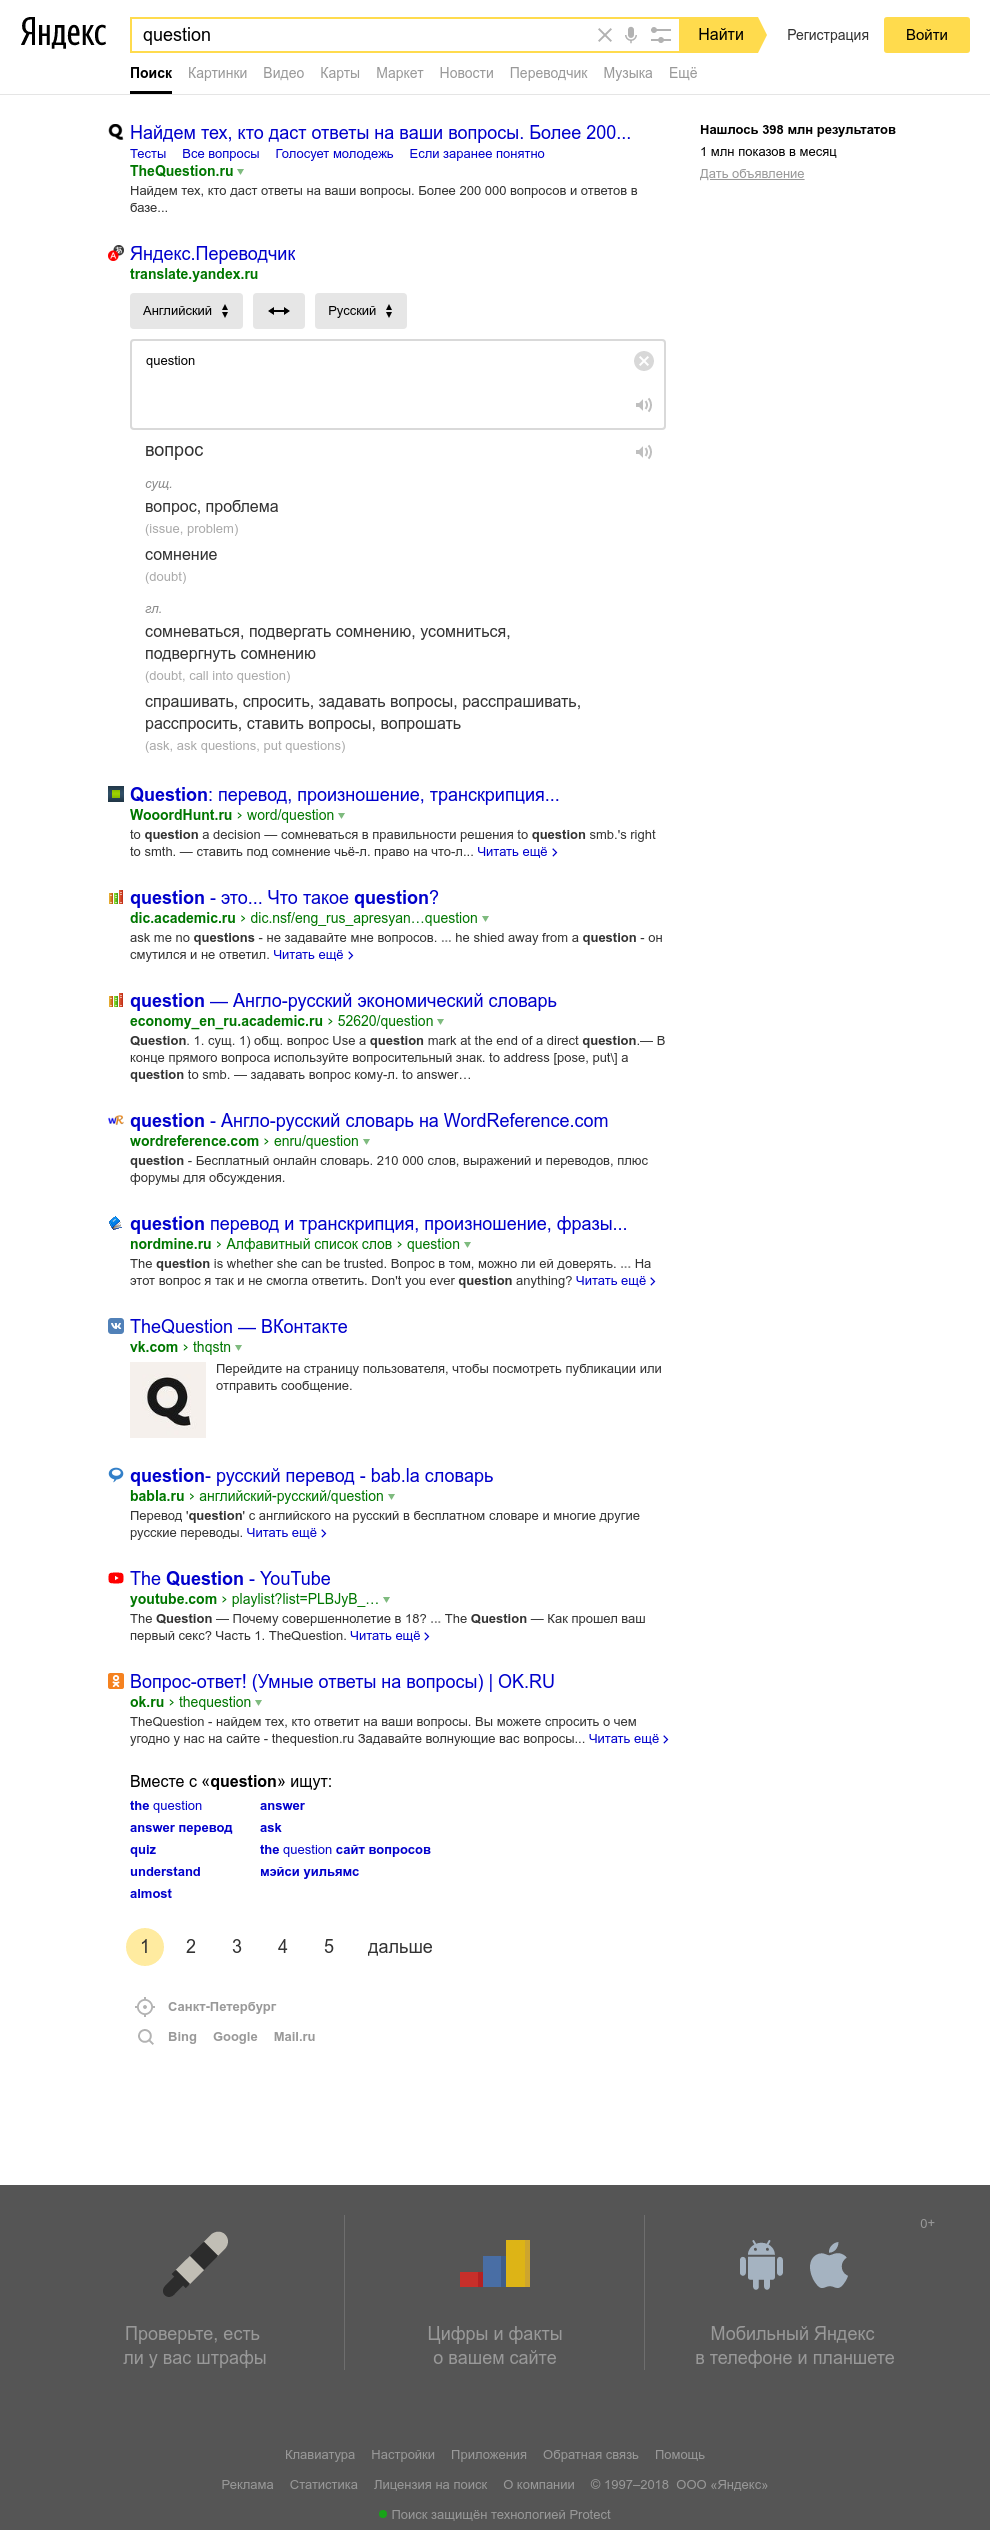 Яндекс
question
Найти
Регистрация
Войти
Поиск Картинки Видео Карты Маркет Новости Переводчик Музыка Ещё
Найдем тех, кто даст ответы на ваши вопросы. Более 200...
Тесты Все вопросы Голосует молодежь Если заранее понятно
TheQuestion.ru
Найдем тех, кто даст ответы на ваши вопросы. Более 200 000 вопросов и ответов в
базе...
Нашлось 398 млн результатов
1 млн показов в месяц
Дать объявление
Яндекс.Переводчик
translate.yandex.ru
Английский Русский
question
вопрос
сущ.
вопрос, проблема
(issue, problem)
сомнение
(doubt)
гл.
сомневаться, подвергать сомнению, усомниться,
подвергнуть сомнению
(doubt, call into question)
спрашивать, спросить, задавать вопросы, расспрашивать,
расспросить, ставить вопросы, вопрошать
(ask, ask questions, put questions)
Question: перевод, произношение, транскрипция...
WooordHunt.ru › word/question
to question a decision — сомневаться в правильности решения to question smb.'s right
to smth. — ставить под сомнение чьё-л. право на что-л... Читать ещё ›
question - это... Что такое question?
dic.academic.ru › dic.nsf/eng_rus_apresyan…question
ask me no questions - не задавайте мне вопросов. ... he shied away from a question - он
смутился и не ответил. Читать ещё ›
question — Англо-русский экономический словарь
economy_en_ru.academic.ru › 52620/question
Question. 1. сущ. 1) общ. вопрос Use a question mark at the end of a direct question.— В
конце прямого вопроса используйте вопросительный знак. to address [pose, put\] a
question to smb. — задавать вопрос кому-л. to answer…
question - Англо-русский словарь на WordReference.com
wordreference.com › enru/question
question - Бесплатный онлайн словарь. 210 000 слов, выражений и переводов, плюс
форумы для обсуждения.
question перевод и транскрипция, произношение, фразы...
nordmine.ru › Алфавитный список слов › question
The question is whether she can be trusted. Вопрос в том, можно ли ей доверять. ... На
этот вопрос я так и не смогла ответить. Don't you ever question anything? Читать ещё ›
TheQuestion — ВКонтакте
vk.com › thqstn
Q
Перейдите на страницу пользователя, чтобы посмотреть публикации или
отправить сообщение.
question- русский перевод - bab.la словарь
babla.ru › английский-русский/question
Перевод 'question' с английского на русский в бесплатном словаре и многие другие
русские переводы. Читать ещё ›
The Question - YouTube
youtube.com › playlist?list=PLBJyB_…
The Question — Почему совершеннолетие в 18? ... The Question — Как прошел ваш
первый секс? Часть 1. TheQuestion. Читать ещё ›
Вопрос-ответ! (Умные ответы на вопросы) | OK.RU
ok.ru › thequestion
TheQuestion - найдем тех, кто ответит на ваши вопросы. Вы можете спросить о чем
угодно у нас на сайте - thequestion.ru Задавайте волнующие вас вопросы... Читать ещё ›
Вместе с «question» ищут:
the question answer
answer перевод ask
quiz the question сайт вопросов
understand мэйси уильямс
almost
1 2 3 4 5 дальше
Санкт-Петербург
Bing Google Mail.ru
0+
Проверьте, есть
ли у вас штрафы
Цифры и факты
о вашем сайте
Мобильный Яндекс
в телефоне и планшете
Клавиатура Настройки Приложения Обратная связь Помощь
Реклама Статистика Лицензия на поиск О компании © 1997–2018 ООО «Яндекс»
Поиск защищён технологией Protect